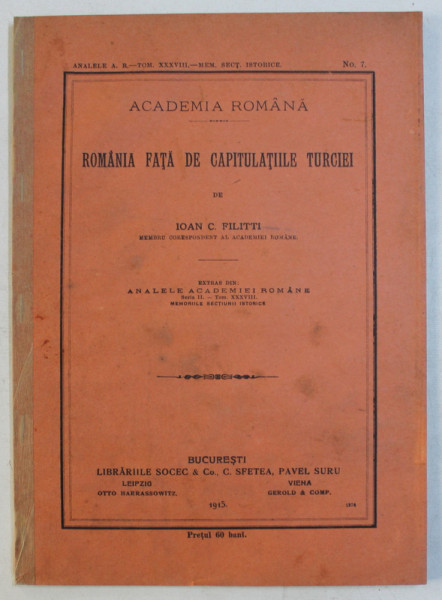 ANALELE A. R.—TOM. XXXVIII.—MEM. SECȚ. ISTORICE. No. 7.
ACADEMIA ROMÂNĂ
ROMÂNIA FAȚĂ DE CAPITULAȚIILE TURCIEI
DE
IOAN C. FILITTI
MEMBRU CORESPONDENT AL ACADEMIEI ROMÂNE.
EXTRAS DIN:
ANALELE ACADEMIEI ROMÂNE
Seria II. — Tom. XXXVIII.
MEMORIILE SECȚIUNII ISTORICE
BUCUREȘTI
LIBRĂRIILE SOCEC & Co., C. SFETEA, PAVEL SURU
LEIPZIG VIENA
OTTO HARRASSOWITZ. GEROLD & COMP.
1915.
Prețul 60 bani.